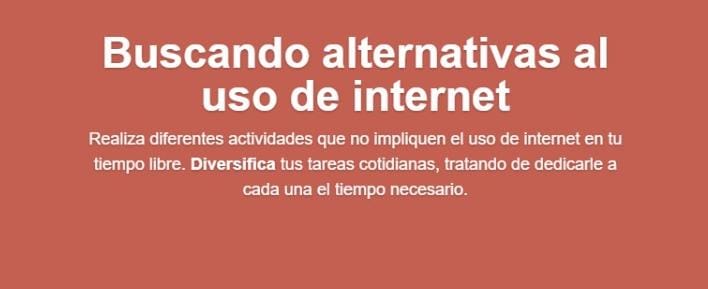 Buscando alternativas al
uso de internet
Realiza diferentes actividades que no impliquen el uso de internet en tu
tiempo libre. Diversifica tus tareas cotidianas, tratando de dedicarle a
cada una el tiempo necesario.